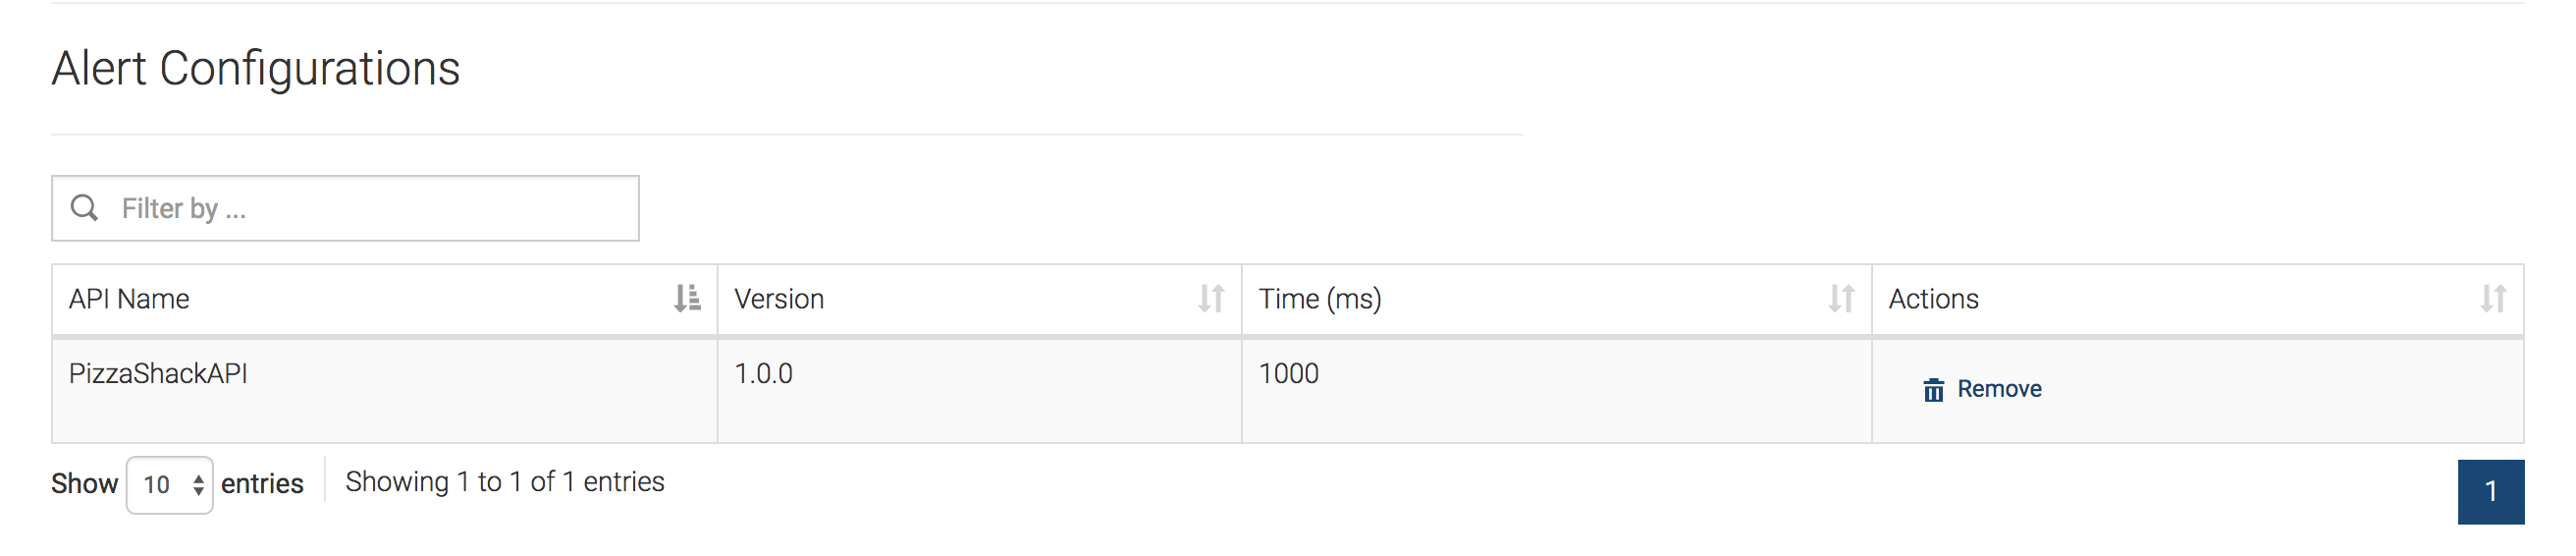 Alert Configurations
Filter by ...
API Name Version Time (ms) Actions
PizzaShackAPI 1.0.0 1000 Remove
Show 10 entries Showing 1 to 1 of 1 entries 1